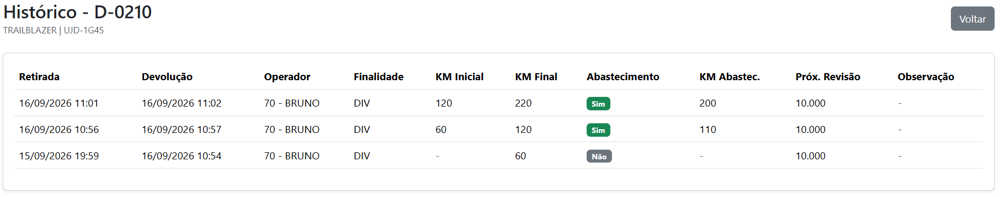 Histórico - D-0210
Voltar
TRAILBLAZER | UJD-1G45
Retirada Devolução Operador Finalidade KM Inicial KM Final Abastecimento KM Abastec. Próx. Revisão Observação
16/09/2026 11:01 16/09/2026 11:02 70 - BRUNO DIV 120 220 Sim 200 10.000 -
16/09/2026 10:56 16/09/2026 10:57 70 - BRUNO DIV 60 120 Sim 110 10.000 -
15/09/2026 19:59 16/09/2026 10:54 70 - BRUNO DIV - 60 Não - 10.000 -